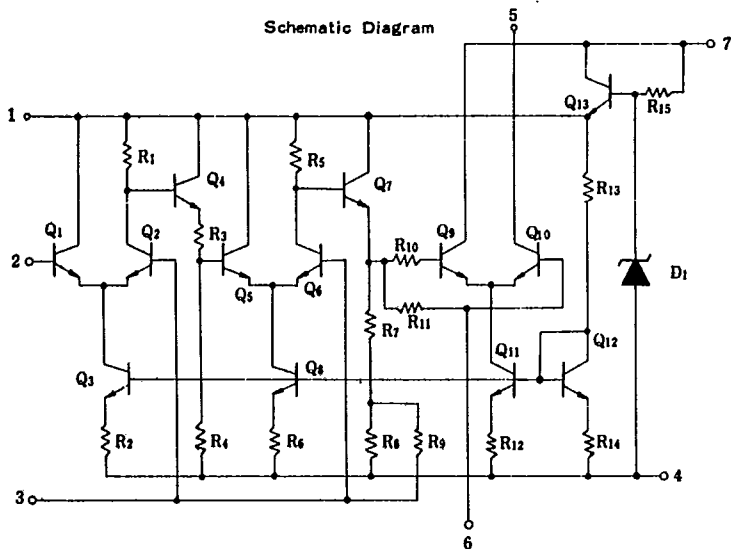 Schematic Diagram
5
7
Q13
R15
1
R1
Q4
R5
Q7
R13
Q1
Q2
R3
Q9
Q10
R10
2
D1
Q5
Q6
R11
R7
Q3
Q8
Q11
Q12
R2
R4
R6
R8
R9
R12
R14
4
3
6